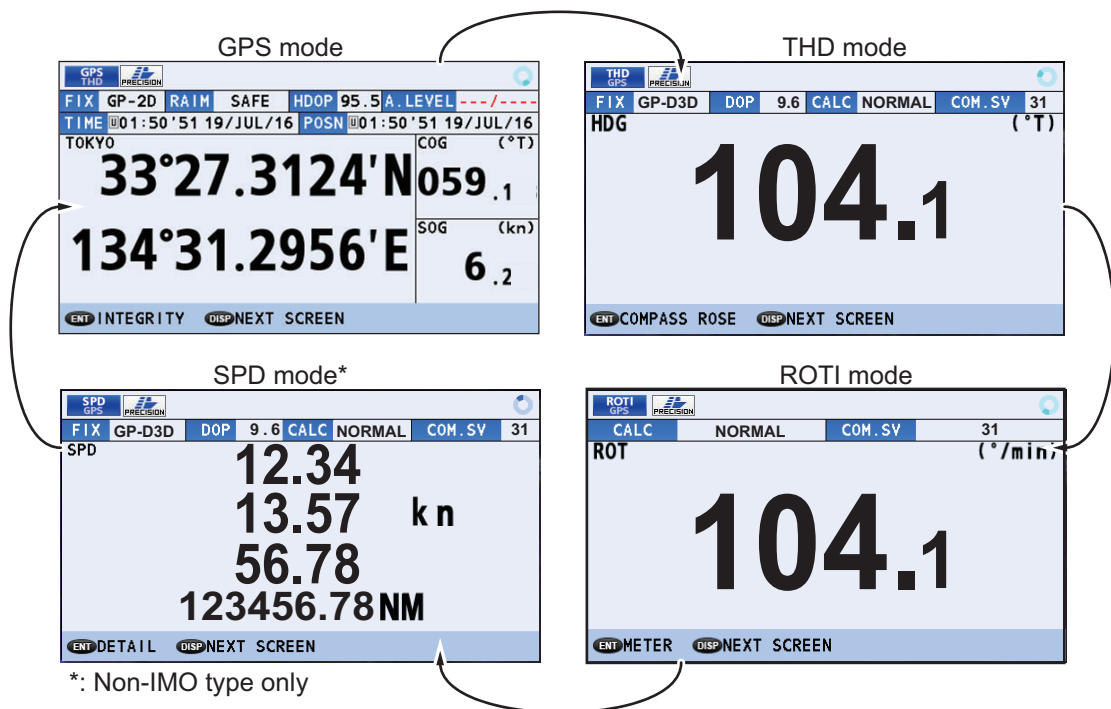 GPS mode
GPS
THD
PRECISION
FIX GP-2D RAIM SAFE HDOP 95.5 A.LEVEL ---/----
TIME U01:50'51 19/JUL/16 POSN U01:50'51 19/JUL/16
TOKYO
33°27.3124'N
134°31.2956'E
COG (°T)
059.1
SOG (kn)
6.2
ENT INTEGRITY DISP NEXT SCREEN
THD mode
THD
GPS
PRECISION
FIX GP-D3D DOP 9.6 CALC NORMAL COM.SV 31
HDG (°T)
104.1
ENT COMPASS ROSE DISP NEXT SCREEN
SPD mode*
SPD
GPS
PRECISION
FIX GP-D3D DOP 9.6 CALC NORMAL COM.SV 31
SPD
12.34
13.57 kn
56.78
123456.78 NM
ENT DETAIL DISP NEXT SCREEN
*: Non-IMO type only
ROTI mode
ROTI
GPS
PRECISION
CALC NORMAL COM.SV 31
ROT (°/min)
104.1
ENT METER DISP NEXT SCREEN